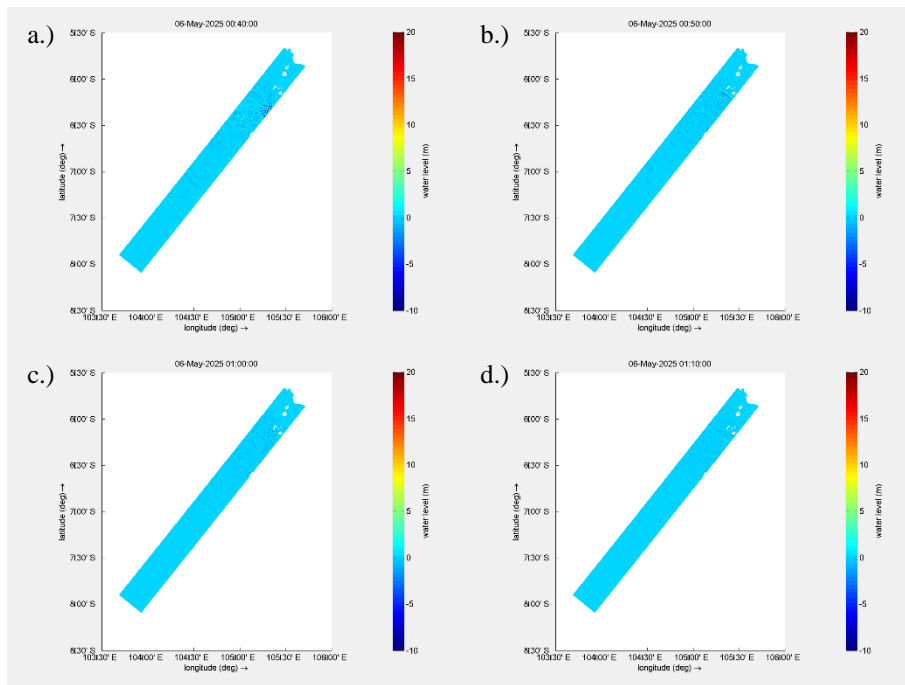 a.)
06-May-2025 00:40:00
5°30' S
6°00' S
6°30' S
7°00' S
7°30' S
8°00' S
8°30' S
latitude (deg) →
103°30' E 104°00' E 104°30' E 105°00' E 105°30' E 106°00' E
longitude (deg) →
20
15
10
5
0
-5
-10
water level (m)
b.)
06-May-2025 00:50:00
5°30' S
6°00' S
6°30' S
7°00' S
7°30' S
8°00' S
8°30' S
latitude (deg) →
103°30' E 104°00' E 104°30' E 105°00' E 105°30' E 106°00' E
longitude (deg) →
20
15
10
5
0
-5
-10
water level (m)
c.)
06-May-2025 01:00:00
5°30' S
6°00' S
6°30' S
7°00' S
7°30' S
8°00' S
8°30' S
latitude (deg) →
103°30' E 104°00' E 104°30' E 105°00' E 105°30' E 106°00' E
longitude (deg) →
20
15
10
5
0
-5
-10
water level (m)
d.)
06-May-2025 01:10:00
5°30' S
6°00' S
6°30' S
7°00' S
7°30' S
8°00' S
8°30' S
latitude (deg) →
103°30' E 104°00' E 104°30' E 105°00' E 105°30' E 106°00' E
longitude (deg) →
20
15
10
5
0
-5
-10
water level (m)